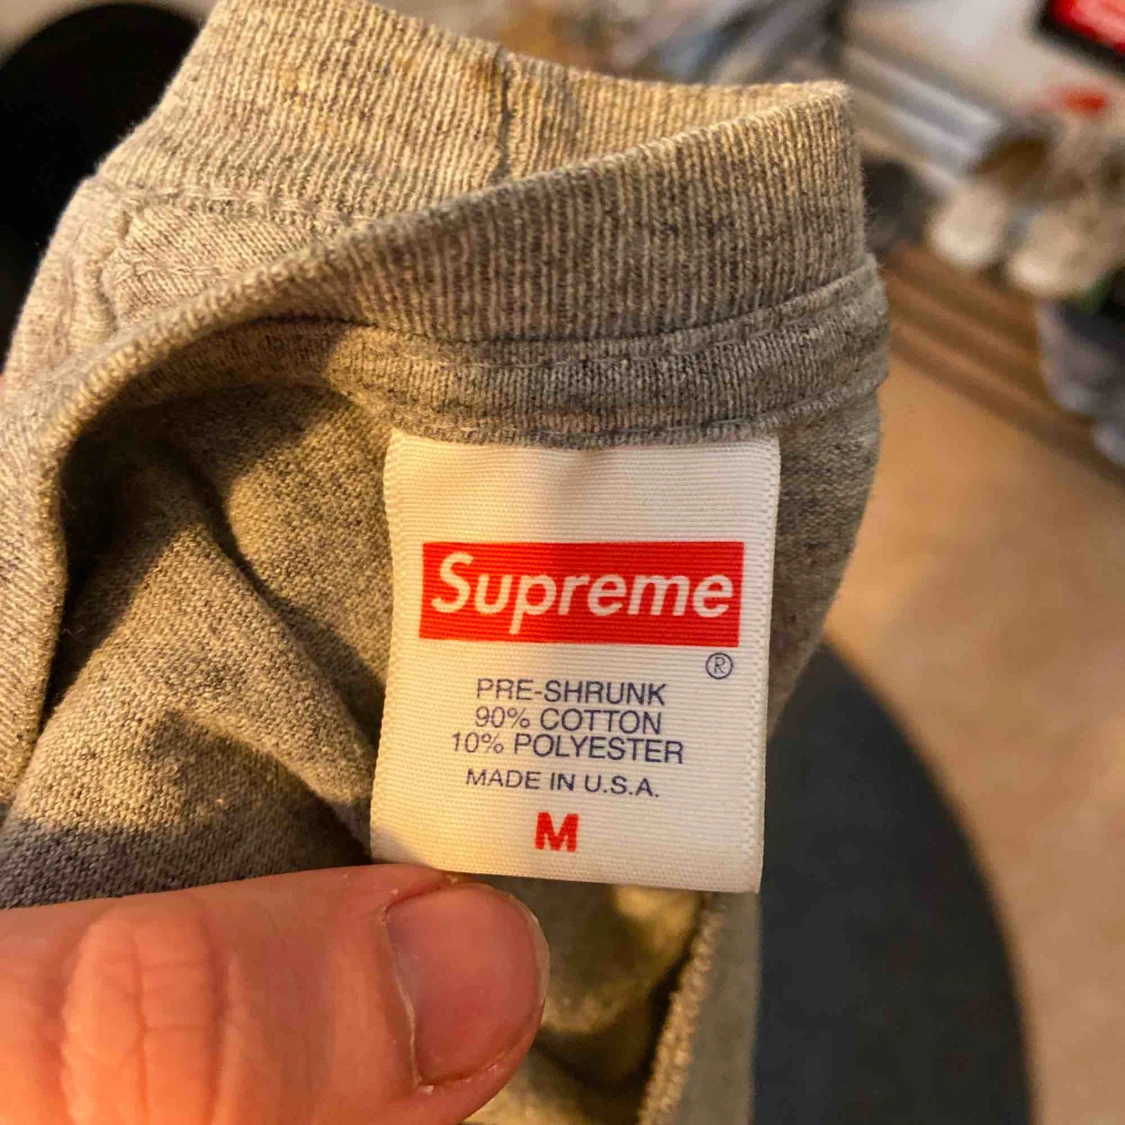 Supreme
®
PRE-SHRUNK
90% COTTON
10% POLYESTER
MADE IN U.S.A.
M